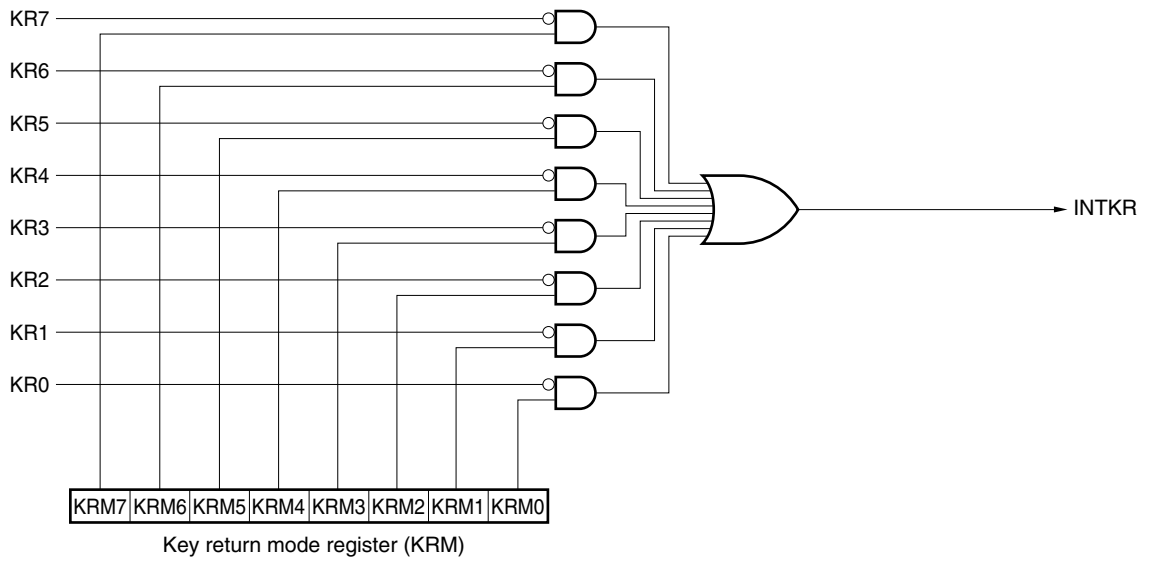 KR7
KR6
KR5
KR4
KR3
KR2
KR1
KR0
INTKR
KRM7 KRM6 KRM5 KRM4 KRM3 KRM2 KRM1 KRM0
Key return mode register (KRM)